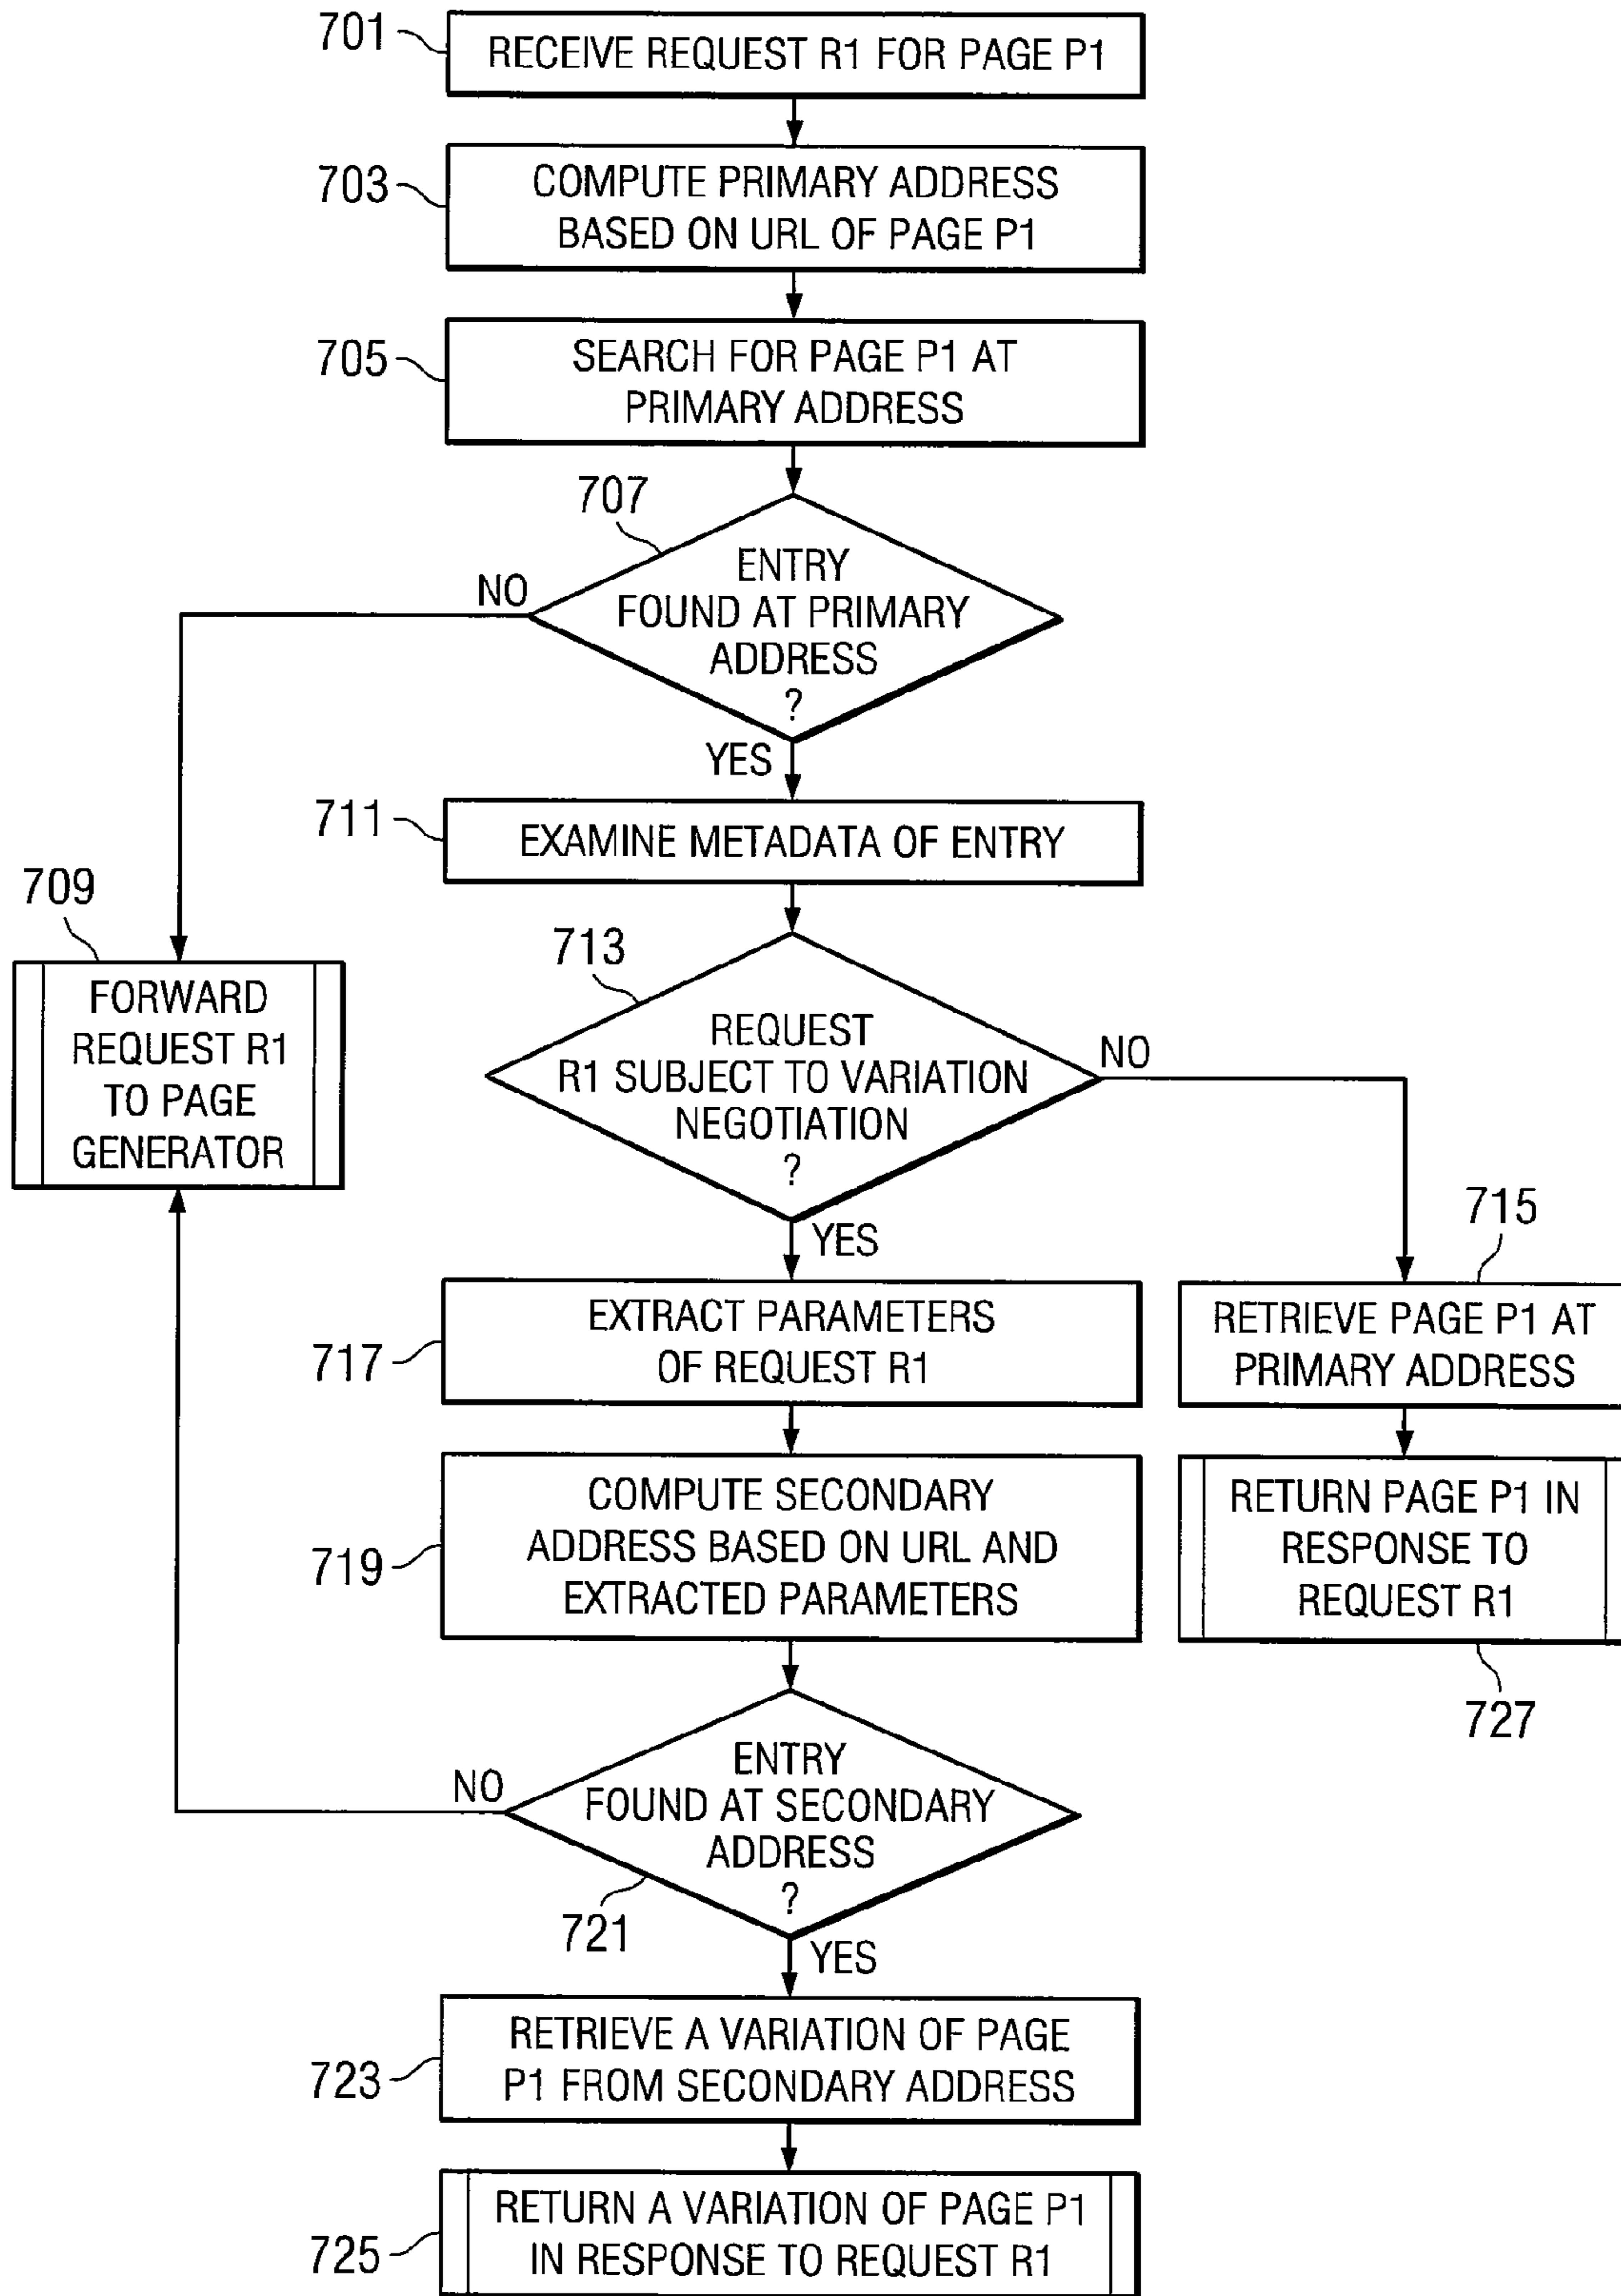 701
RECEIVE REQUEST R1 FOR PAGE P1
703
COMPUTE PRIMARY ADDRESS
BASED ON URL OF PAGE P1
705
SEARCH FOR PAGE P1 AT
PRIMARY ADDRESS
707
ENTRY
FOUND AT PRIMARY
ADDRESS
?
NO
YES
711
EXAMINE METADATA OF ENTRY
709
FORWARD
REQUEST R1
TO PAGE
GENERATOR
713
REQUEST
R1 SUBJECT TO VARIATION
NEGOTIATION
?
NO
YES
715
RETRIEVE PAGE P1 AT
PRIMARY ADDRESS
717
EXTRACT PARAMETERS
OF REQUEST R1
719
COMPUTE SECONDARY
ADDRESS BASED ON URL AND
EXTRACTED PARAMETERS
RETURN PAGE P1 IN
RESPONSE TO
REQUEST R1
727
ENTRY
FOUND AT SECONDARY
ADDRESS
?
NO
721
YES
723
RETRIEVE A VARIATION OF PAGE
P1 FROM SECONDARY ADDRESS
725
RETURN A VARIATION OF PAGE P1
IN RESPONSE TO REQUEST R1